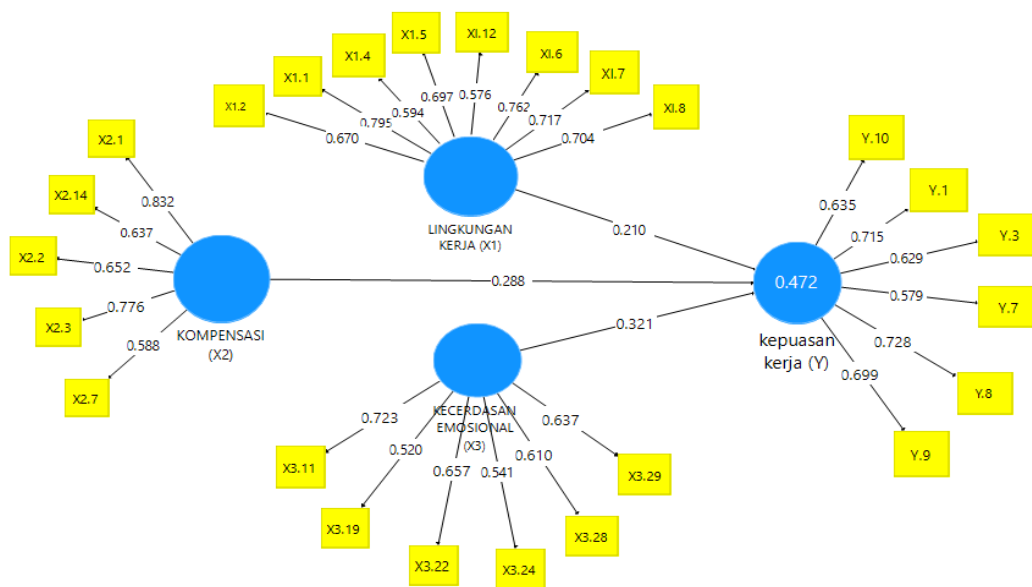 X1.5
XI.12
X1.4
XI.6
X1.1
XI.7
X1.2
XI.8
0.697
0.576
0.594
0.762
0.795
0.717
0.670
0.704
LINGKUNGAN
KERJA (X1)
X2.1
X2.14
X2.2
X2.3
X2.7
0.832
0.637
0.652
0.776
0.588
KOMPENSASI
(X2)
0.210
0.288
0.321
KECERDASAN
EMOSIONAL
(X3)
0.723
0.520
0.657
0.541
0.610
0.637
X3.11
X3.19
X3.22
X3.24
X3.28
X3.29
0.472
kepuasan
kerja (Y)
0.635
0.715
0.629
0.579
0.728
0.699
Y.10
Y.1
Y.3
Y.7
Y.8
Y.9